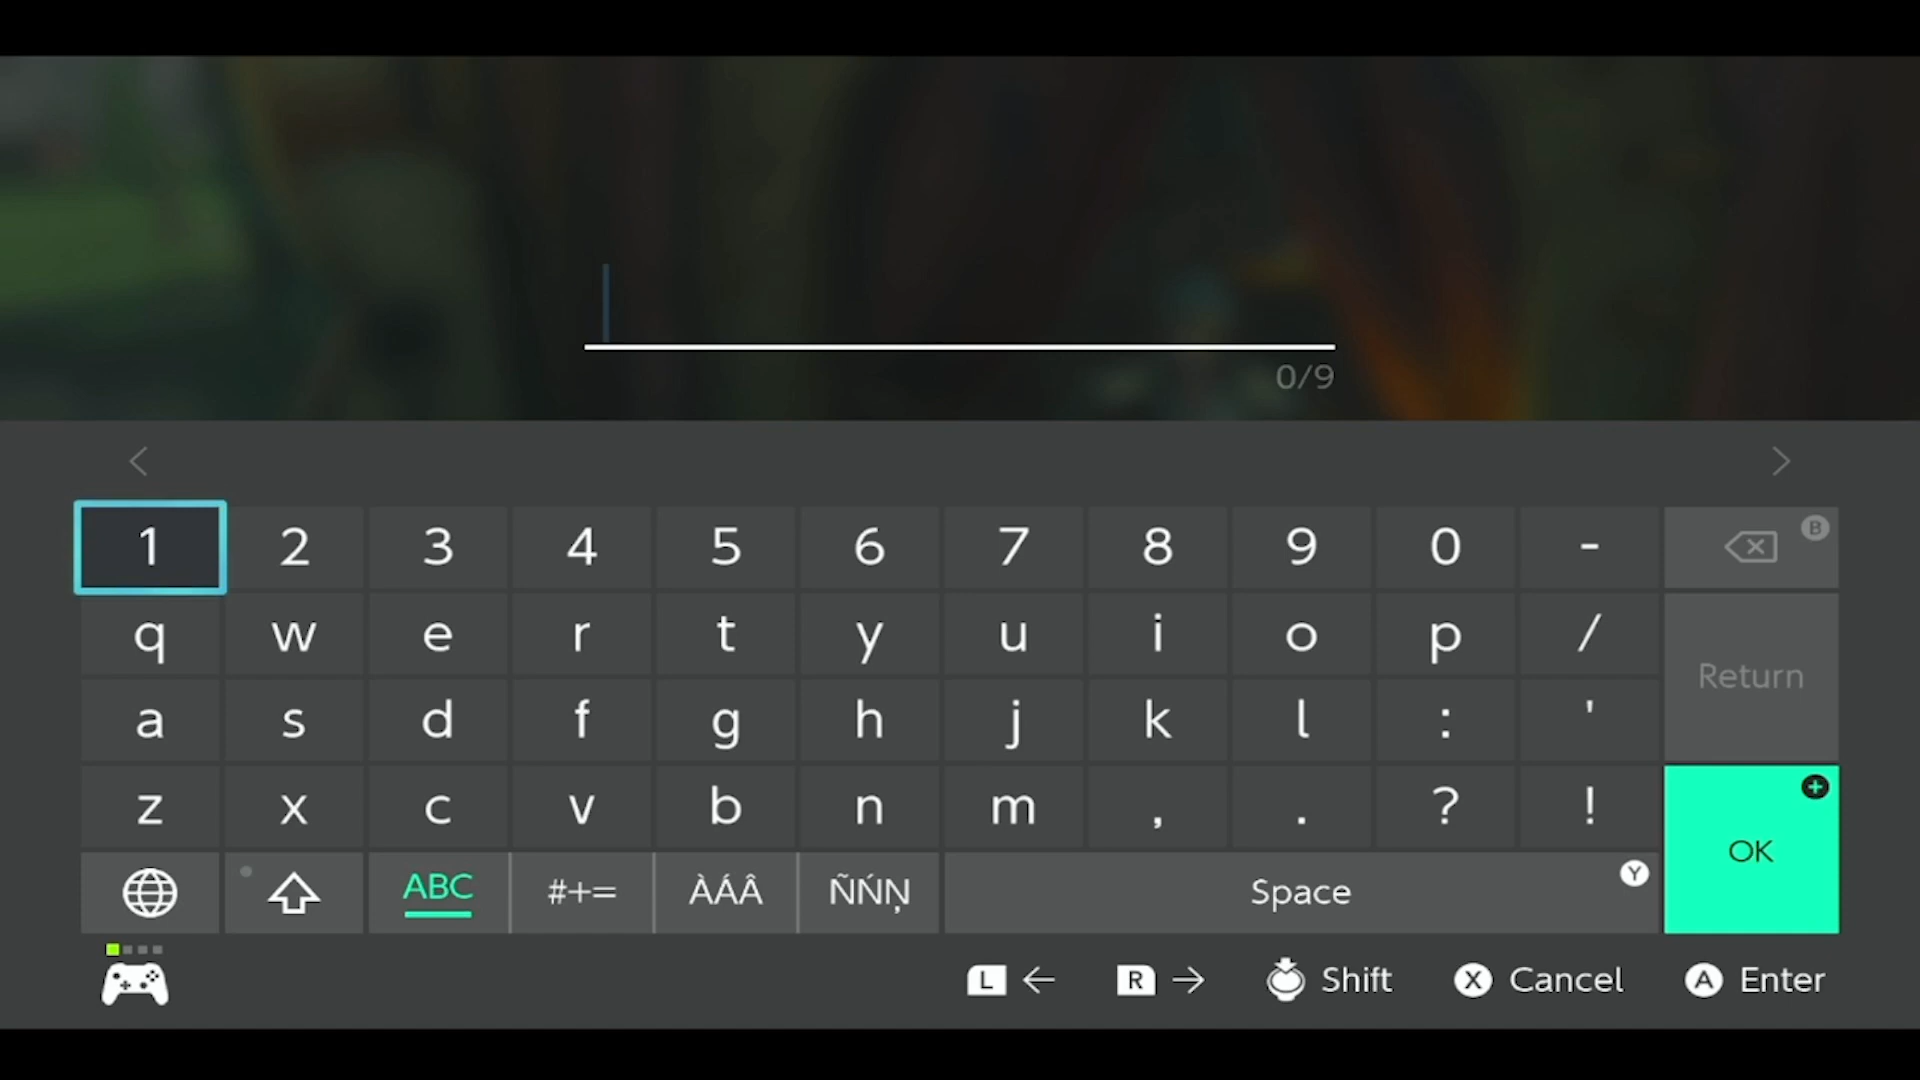 0/9
< >
1 2 3 4 5 6 7 8 9 0 - B
q w e r t y u i o p /
Return
a s d f g h j k l : '
z x c v b n m , . ? !
+
OK
ABC #+= ÀÁÂ ÑŃŅ Space Y
L ← R → Shift X Cancel A Enter